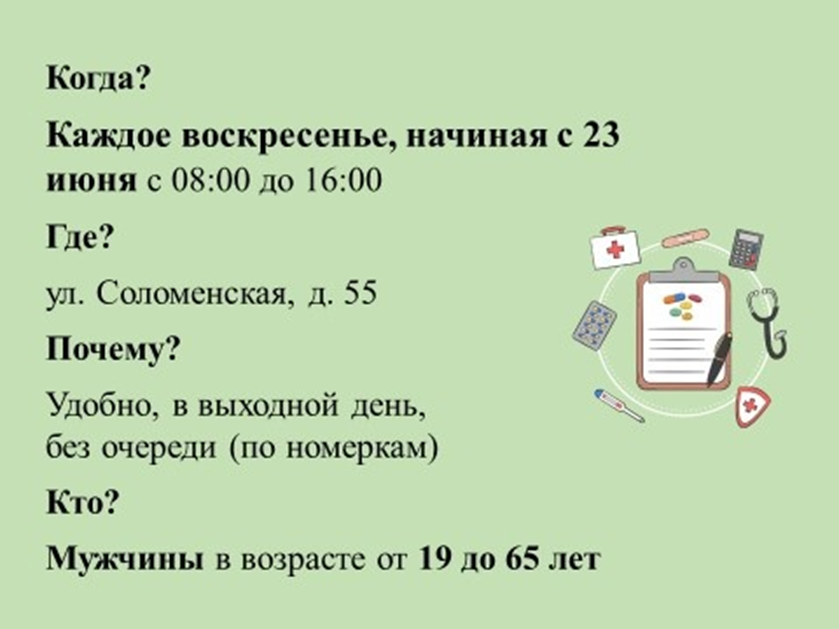 Когда?
Каждое воскресенье, начиная с 23
июня с 08:00 до 16:00
Где?
ул. Соломенская, д. 55
Почему?
Удобно, в выходной день,
без очереди (по номеркам)
Кто?
Мужчины в возрасте от 19 до 65 лет